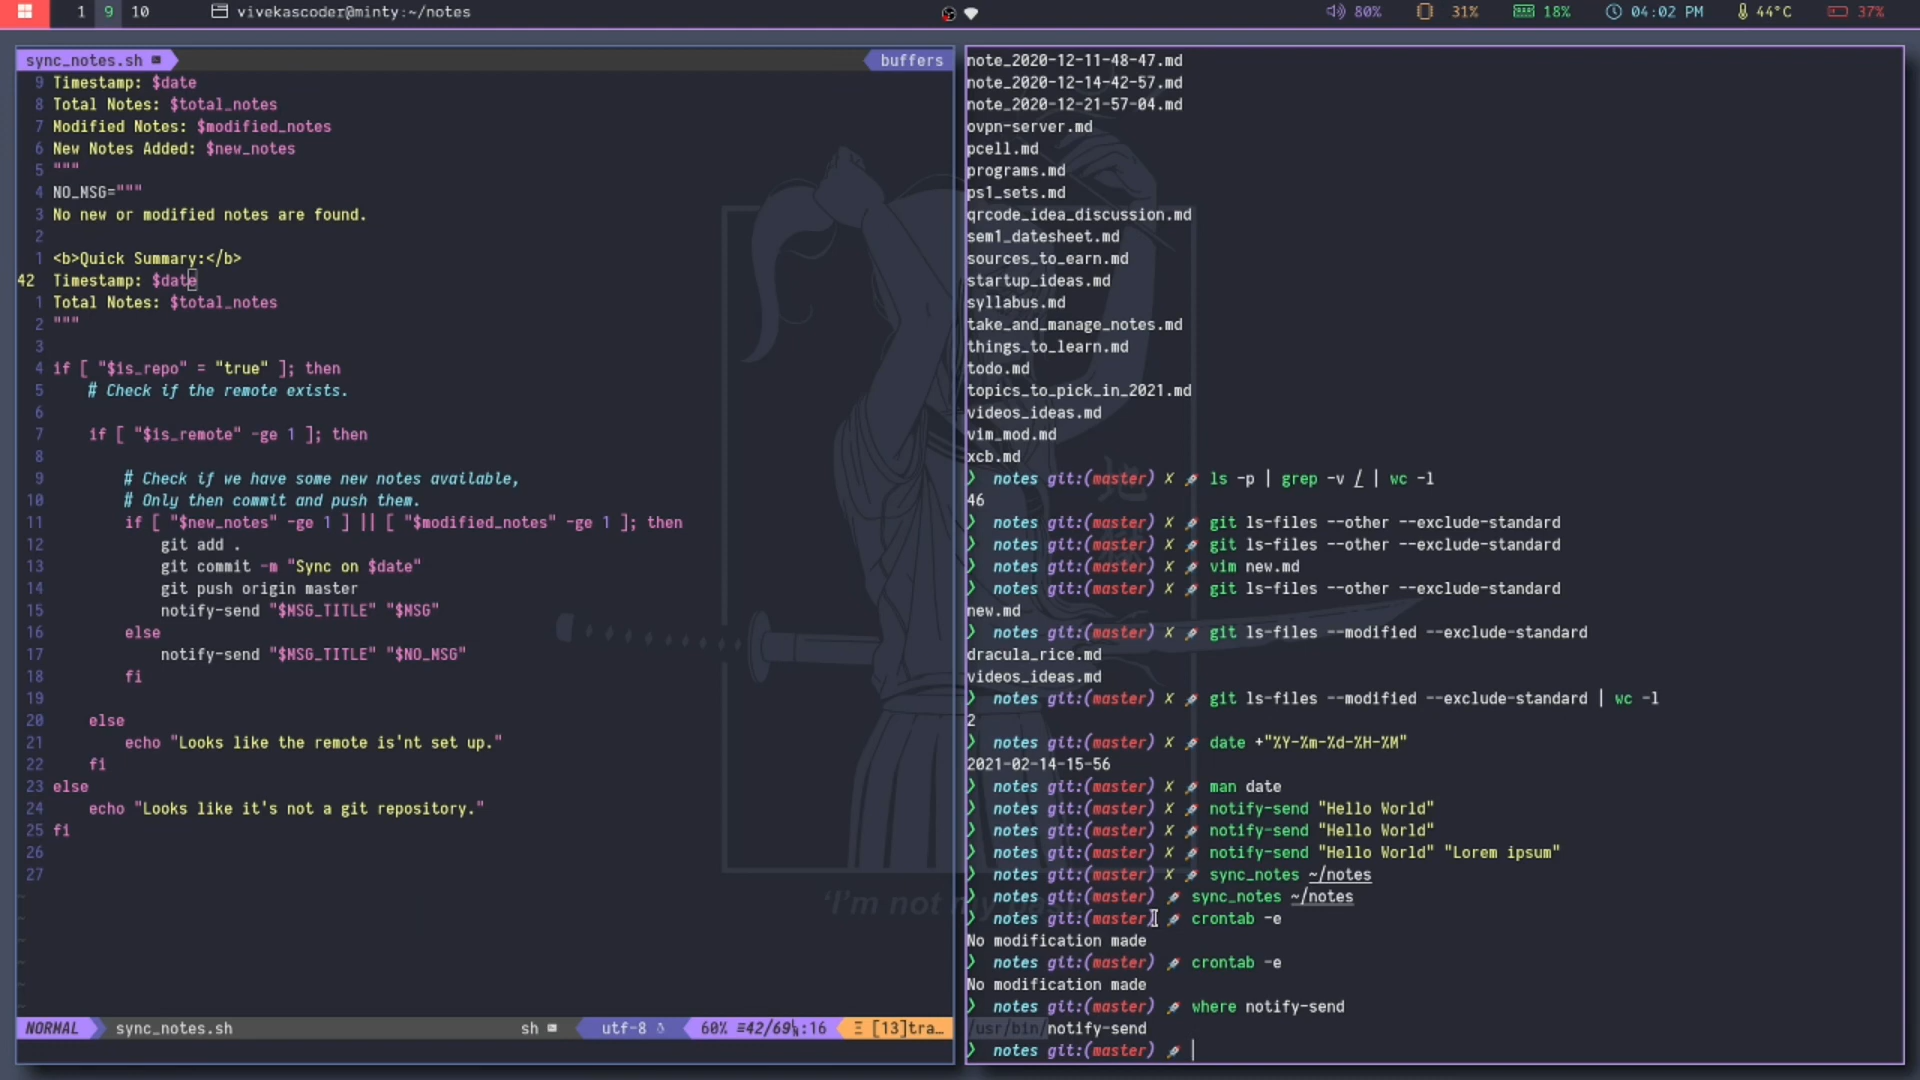 1 9 10 vivekascoder@minty:~/notes 80% 31% 18% 04:02 PM 44°C 37%
sync_notes.sh buffers
9 Timestamp: $date
8 Total Notes: $total_notes
7 Modified Notes: $modified_notes
6 New Notes Added: $new_notes
5 """
4 NO_MSG="""
3 No new or modified notes are found.
2
1 <b>Quick Summary:</b>
42 Timestamp: $date
1 Total Notes: $total_notes
2 """
3
4 if [ "$is_repo" = "true" ]; then
5 # Check if the remote exists.
6
7 if [ "$is_remote" -ge 1 ]; then
8
9 # Check if we have some new notes available,
10 # Only then commit and push them.
11 if [ "$new_notes" -ge 1 ] || [ "$modified_notes" -ge 1 ]; then
12 git add .
13 git commit -m "Sync on $date"
14 git push origin master
15 notify-send "$MSG_TITLE" "$MSG"
16 else
17 notify-send "$MSG_TITLE" "$NO_MSG"
18 fi
19
20 else
21 echo "Looks like the remote is'nt set up."
22 fi
23 else
24 echo "Looks like it's not a git repository."
25 fi
26
27
~
~
~
~
~
~
NORMAL sync_notes.sh sh utf-8 60% ≡42/69:16 Ξ [13]tra…
note_2020-12-11-48-47.md
note_2020-12-14-42-57.md
note_2020-12-21-57-04.md
ovpn-server.md
pcell.md
programs.md
ps1_sets.md
qrcode_idea_discussion.md
sem1_datesheet.md
sources_to_earn.md
startup_ideas.md
syllabus.md
take_and_manage_notes.md
things_to_learn.md
todo.md
topics_to_pick_in_2021.md
videos_ideas.md
vim_mod.md
xcb.md
❯ notes git:(master) ✗ ls -p | grep -v / | wc -l
46
❯ notes git:(master) ✗ git ls-files --other --exclude-standard
❯ notes git:(master) ✗ git ls-files --other --exclude-standard
❯ notes git:(master) ✗ vim new.md
❯ notes git:(master) ✗ git ls-files --other --exclude-standard
new.md
❯ notes git:(master) ✗ git ls-files --modified --exclude-standard
dracula_rice.md
videos_ideas.md
❯ notes git:(master) ✗ git ls-files --modified --exclude-standard | wc -l
2
❯ notes git:(master) ✗ date +"%Y-%m-%d-%H-%M"
2021-02-14-15-56
❯ notes git:(master) ✗ man date
❯ notes git:(master) ✗ notify-send "Hello World"
❯ notes git:(master) ✗ notify-send "Hello World"
❯ notes git:(master) ✗ notify-send "Hello World" "Lorem ipsum"
❯ notes git:(master) ✗ sync_notes ~/notes
❯ notes git:(master) sync_notes ~/notes
❯ notes git:(master) crontab -e
No modification made
❯ notes git:(master) crontab -e
No modification made
❯ notes git:(master) where notify-send
/usr/bin/notify-send
❯ notes git:(master)
'I'm not my